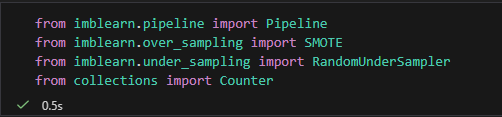 from imblearn.pipeline import Pipeline
from imblearn.over_sampling import SMOTE
from imblearn.under_sampling import RandomUnderSampler
from collections import Counter
✓ 0.5s